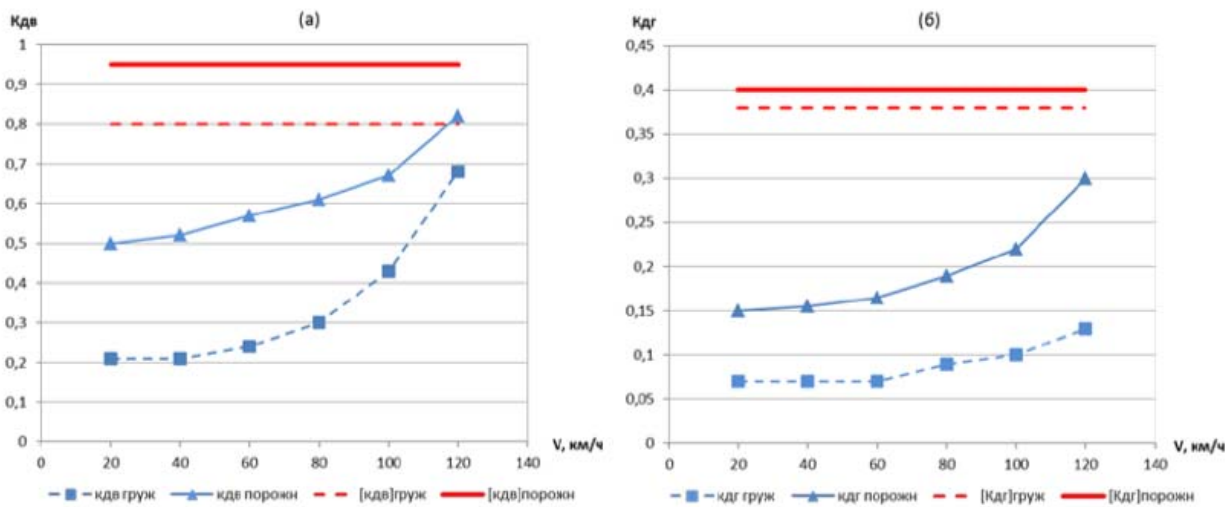 (а)
Кдв
1
0,9
0,8
0,7
0,6
0,5
0,4
0,3
0,2
0,1
0
0 20 40 60 80 100 120 140
V, км/ч
кдв груж кдв порожн [кдв]груж [кдв]порожн
(б)
Кдг
0,45
0,4
0,35
0,3
0,25
0,2
0,15
0,1
0,05
0
0 20 40 60 80 100 120 140
V, км/ч
кдг груж кдг порожн [Кдг]груж [Кдг]порожн